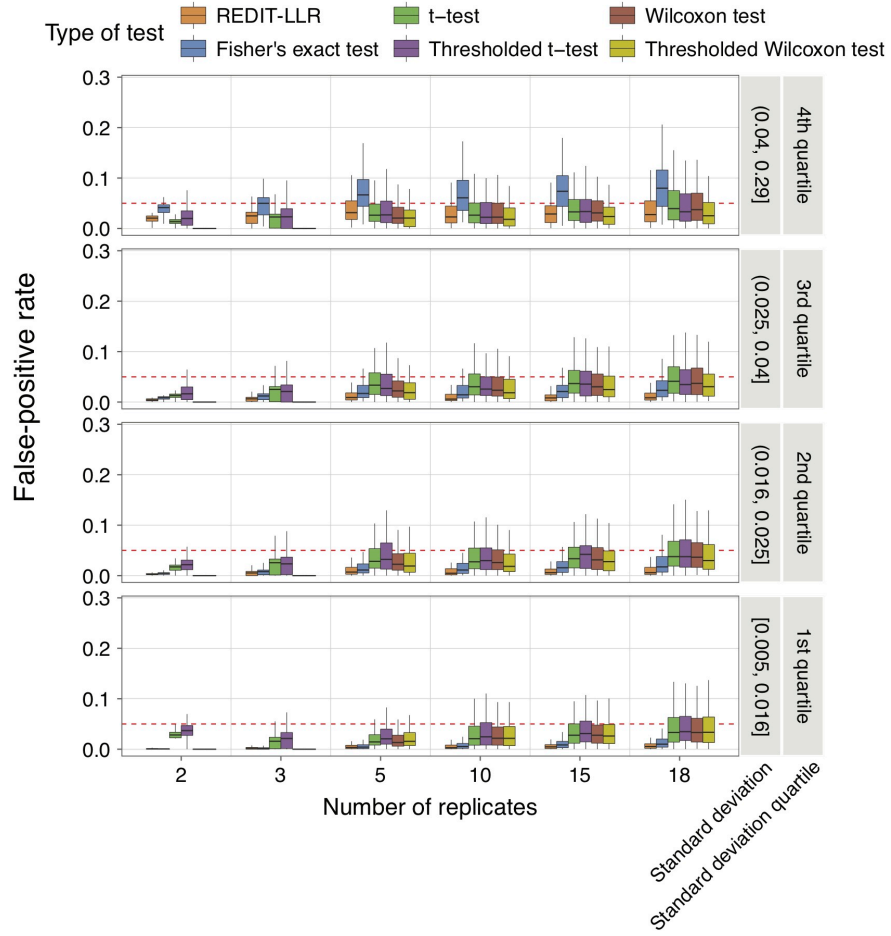 Type of test
REDIT-LLR
t-test
Wilcoxon test
Fisher's exact test
Thresholded t-test
Thresholded Wilcoxon test
False-positive rate
0.3
0.2
0.1
0.0
(0.04, 0.29]
4th quartile
0.3
0.2
0.1
0.0
(0.025, 0.04]
3rd quartile
0.3
0.2
0.1
0.0
(0.016, 0.025]
2nd quartile
0.3
0.2
0.1
0.0
[0.005, 0.016]
1st quartile
2 3 5 10 15 18
Number of replicates
Standard deviation
Standard deviation quartile